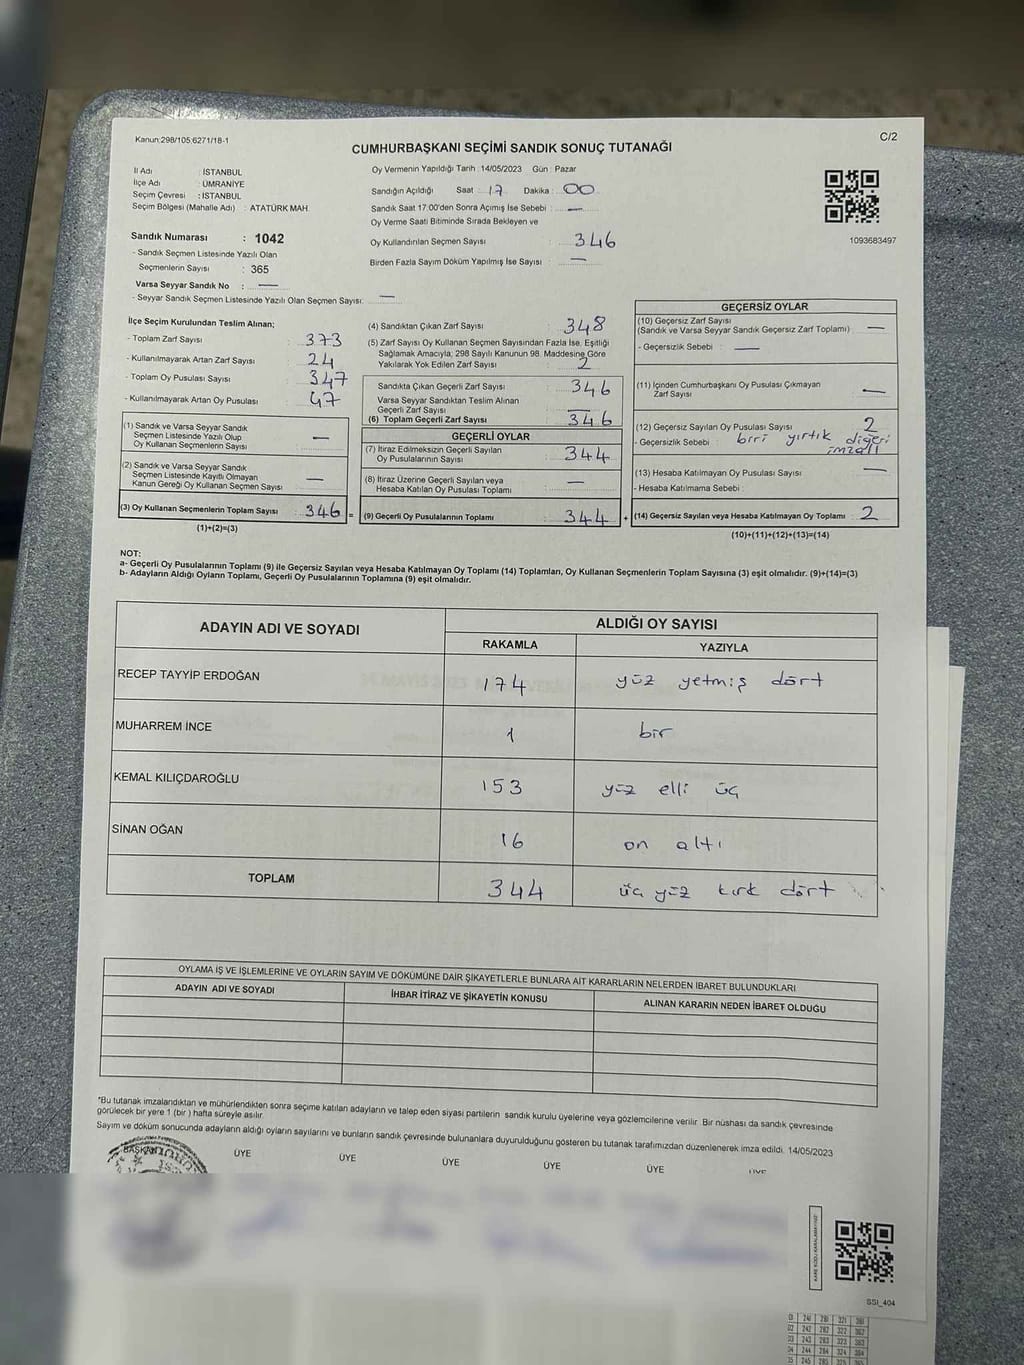 Kanun:298/105:6271/18-1
C/2
CUMHURBAŞKANI SEÇİMİ SANDIK SONUÇ TUTANAĞI
İl Adı : İSTANBUL
İlçe Adı : ÜMRANİYE
Seçim Çevresi : İSTANBUL
Seçim Bölgesi (Mahalle Adı) : ATATÜRK MAH.
Sandık Numarası : 1042
- Sandık Seçmen Listesinde Yazılı Olan
Seçmenlerin Sayısı : 365
Varsa Seyyar Sandık No : —
- Seyyar Sandık Seçmen Listesinde Yazılı Olan Seçmen Sayısı: —
Oy Vermenin Yapıldığı Tarih :14/05/2023 Gün : Pazar
Sandığın Açıldığı Saat : 17 Dakika : 00
Sandık Saat 17:00'den Sonra Açımış İse Sebebi : —
Oy Verme Saati Bitiminde Sırada Bekleyen ve
Oy Kullandırılan Seçmen Sayısı : 346
Birden Fazla Sayım Döküm Yapılmış İse Sayısı : —
1093683497
İlçe Seçim Kurulundan Teslim Alınan;
- Toplam Zarf Sayısı : 373
- Kullanılmayarak Artan Zarf Sayısı : 24
- Toplam Oy Pusulası Sayısı : 347
- Kullanılmayarak Artan Oy Pusulası : 47
(1) Sandık ve Varsa Seyyar Sandık
Seçmen Listesinde Yazılı Olup
Oy Kullanan Seçmenlerin Sayısı : —
(2) Sandık ve Varsa Seyyar Sandık
Seçmen Listesinde Kayıtlı Olmayan
Kanun Gereği Oy Kullanan Seçmen Sayısı : —
(3) Oy Kullanan Seçmenlerin Toplam Sayısı : 346 =
(1)+(2)=(3)
(4) Sandıktan Çıkan Zarf Sayısı : 348
(5) Zarf Sayısı Oy Kullanan Seçmen Sayısından Fazla İse, Eşitliği
Sağlamak Amacıyla, 298 Sayılı Kanunun 98. Maddesine Göre
Yakılarak Yok Edilen Zarf Sayısı : 2
Sandıkta Çıkan Geçerli Zarf Sayısı : 346
Varsa Seyyar Sandıktan Teslim Alınan
Geçerli Zarf Sayısı : —
(6) Toplam Geçerli Zarf Sayısı : 346
GEÇERLİ OYLAR
(7) İtiraz Edilmeksizin Geçerli Sayılan
Oy Pusulalarının Sayısı : 344
(8) İtiraz Üzerine Geçerli Sayılan veya
Hesaba Katılan Oy Pusulası Toplamı : —
(9) Geçerli Oy Pusulalarının Toplamı : 344 +
GEÇERSİZ OYLAR
(10) Geçersiz Zarf Sayısı
(Sandık ve Varsa Seyyar Sandık Geçersiz Zarf Toplamı) : —
- Geçersizlik Sebebi : —
(11) İçinden Cumhurbaşkanı Oy Pusulası Çıkmayan
Zarf Sayısı : —
(12) Geçersiz Sayılan Oy Pusulası Sayısı : 2
- Geçersizlik Sebebi : biri yırtık diğeri
imzalı
(13) Hesaba Katılmayan Oy Pusulası Sayısı : —
- Hesaba Katılmama Sebebi :
(14) Geçersiz Sayılan veya Hesaba Katılmayan Oy Toplamı : 2
(10)+(11)+(12)+(13)=(14)
NOT:
a- Geçerli Oy Pusulalarının Toplamı (9) ile Geçersiz Sayılan veya Hesaba Katılmayan Oy Toplamı (14) Toplamları, Oy Kullanan Seçmenlerin Toplam Sayısına (3) eşit olmalıdır. (9)+(14)=(3)
b- Adayların Aldığı Oyların Toplamı, Geçerli Oy Pusulalarının Toplamına (9) eşit olmalıdır.
ADAYIN ADI VE SOYADI ALDIĞI OY SAYISI
RAKAMLA YAZIYLA
RECEP TAYYİP ERDOĞAN 174 yüz yetmiş dört
MUHARREM İNCE 1 bir
KEMAL KILIÇDAROĞLU 153 yüz elli üç
SİNAN OĞAN 16 on altı
TOPLAM 344 üç yüz kırk dört
OYLAMA İŞ VE İŞLEMLERİNE VE OYLARIN SAYIM VE DÖKÜMÜNE DAİR ŞİKAYETLERLE BUNLARA AİT KARARLARIN NELERDEN İBARET BULUNDUKLARI
ADAYIN ADI VE SOYADI İHBAR İTİRAZ VE ŞİKAYETİN KONUSU ALINAN KARARIN NEDEN İBARET OLDUĞU
*Bu tutanak imzalandıktan ve mühürlendikten sonra seçime katılan adayların ve talep eden siyasi partilerin sandık kurulu üyelerine veya gözlemcilerine verilir. Bir nüshası da sandık çevresinde
görülecek bir yere 1 (bir ) hafta süreyle asılır.
Sayım ve döküm sonucunda adayların aldığı oyların sayılarını ve bunların sandık çevresinde bulunanlara duyurulduğunu gösteren bu tutanak tarafımızdan düzenlenerek imza edildi. 14/05/2023
BAŞKAN ÜYE ÜYE ÜYE ÜYE ÜYE ÜYE
KARE KODU KARALAMAYINIZ!
SSI_404
241 281 321 361
242 282 322 362
243 283 323 363
244 284 324 364